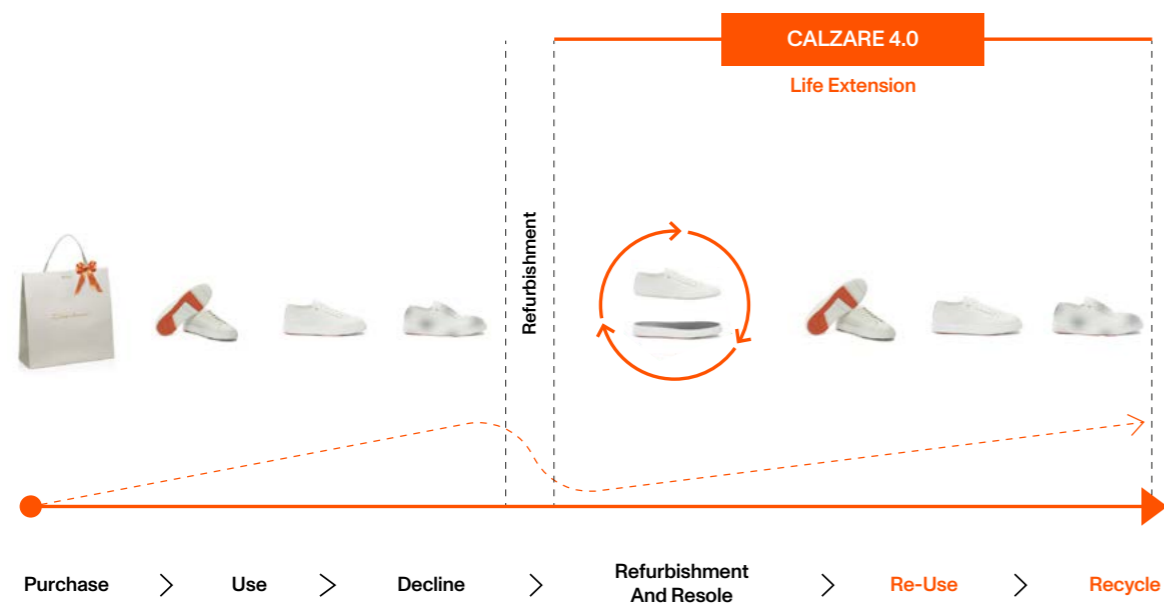 CALZARE 4.0
Life Extension
Refurbishment
Purchase > Use > Decline > Refurbishment
And Resole > Re-Use > Recycle